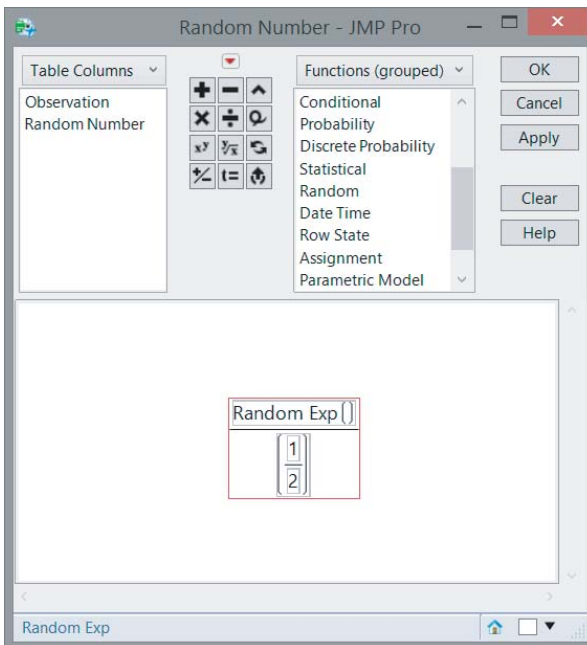 Random Number - JMP Pro
Table Columns
Functions (grouped)
OK
Cancel
Apply
Clear
Help
Observation
Random Number
Conditional
Probability
Discrete Probability
Statistical
Random
Date Time
Row State
Assignment
Parametric Model
+ − ^
× ÷
xʸ ʸ√x
+/− t=
Random Exp()
(1
2)
Random Exp